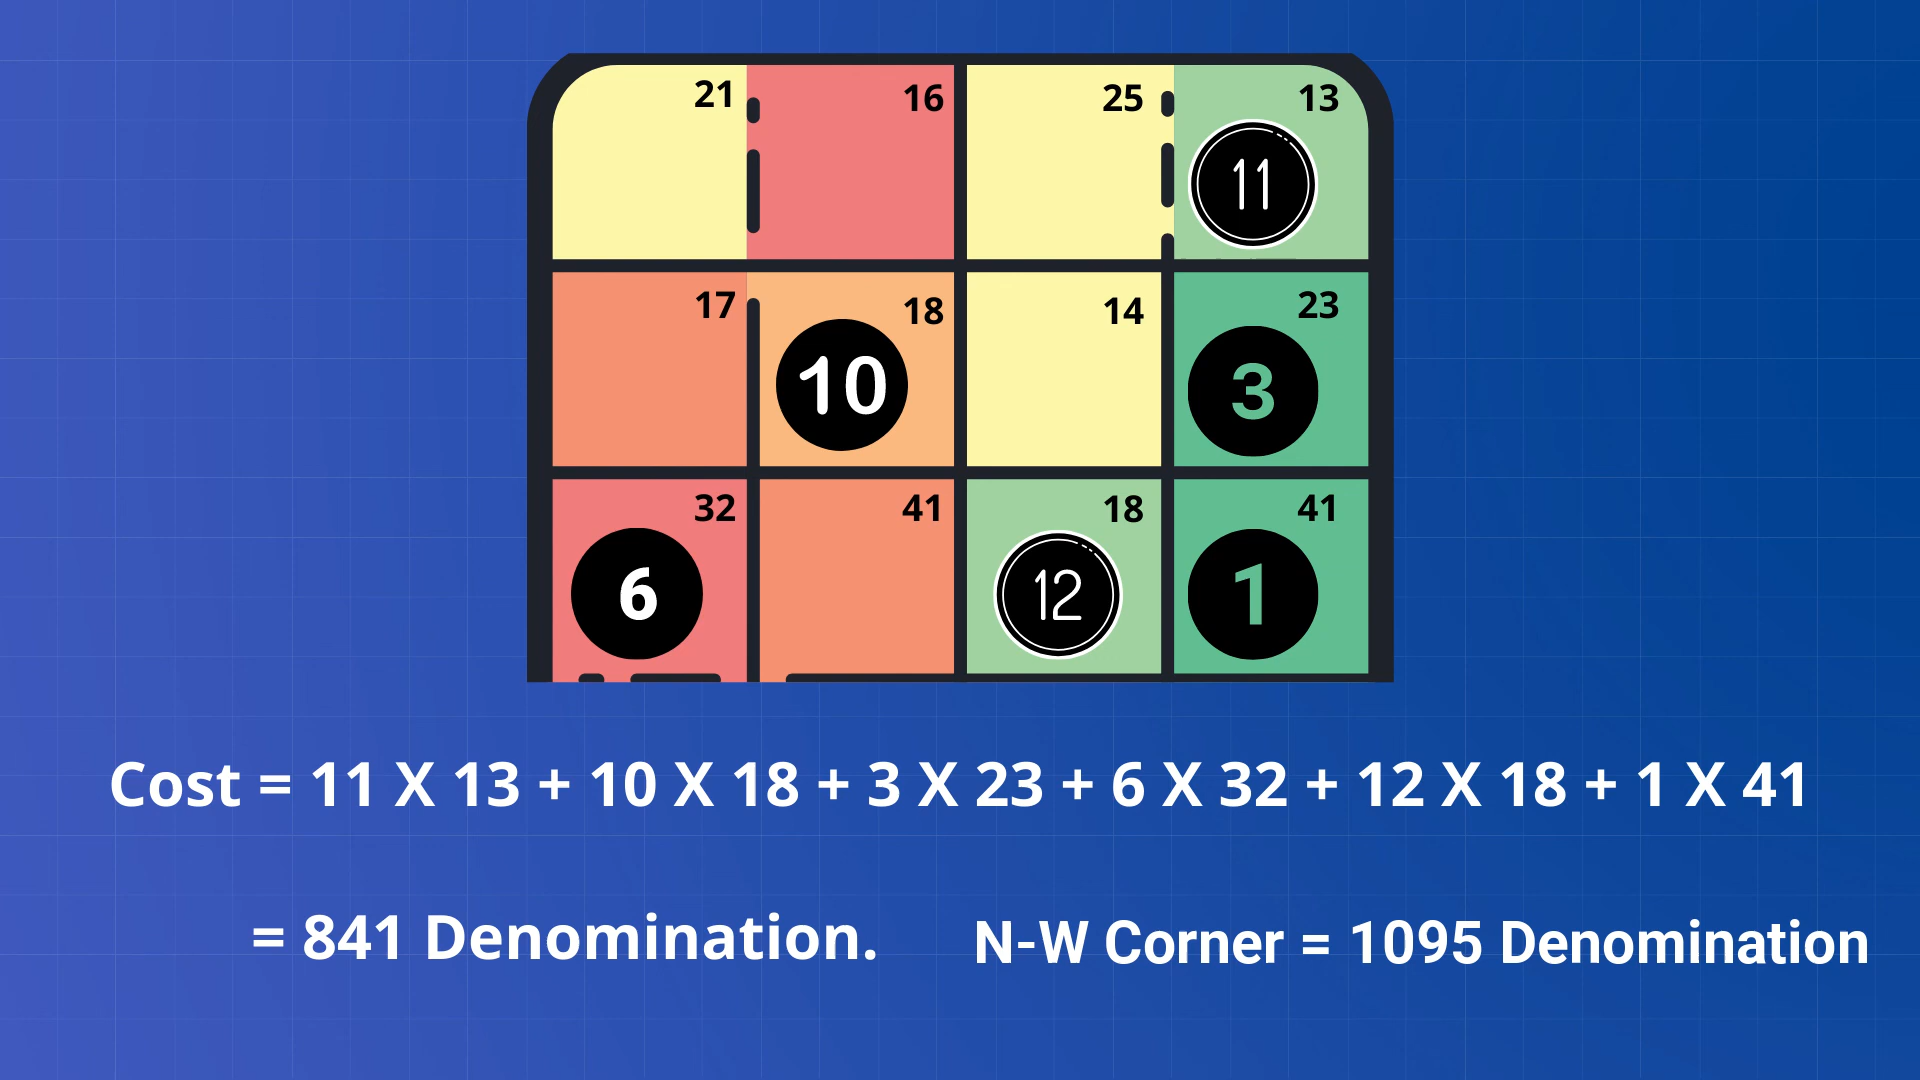 21 16 25 13
11
17 18 14 23
10 3
32 41 18 41
6 12 1
Cost = 11 X 13 + 10 X 18 + 3 X 23 + 6 X 32 + 12 X 18 + 1 X 41
= 841 Denomination. N-W Corner = 1095 Denomination